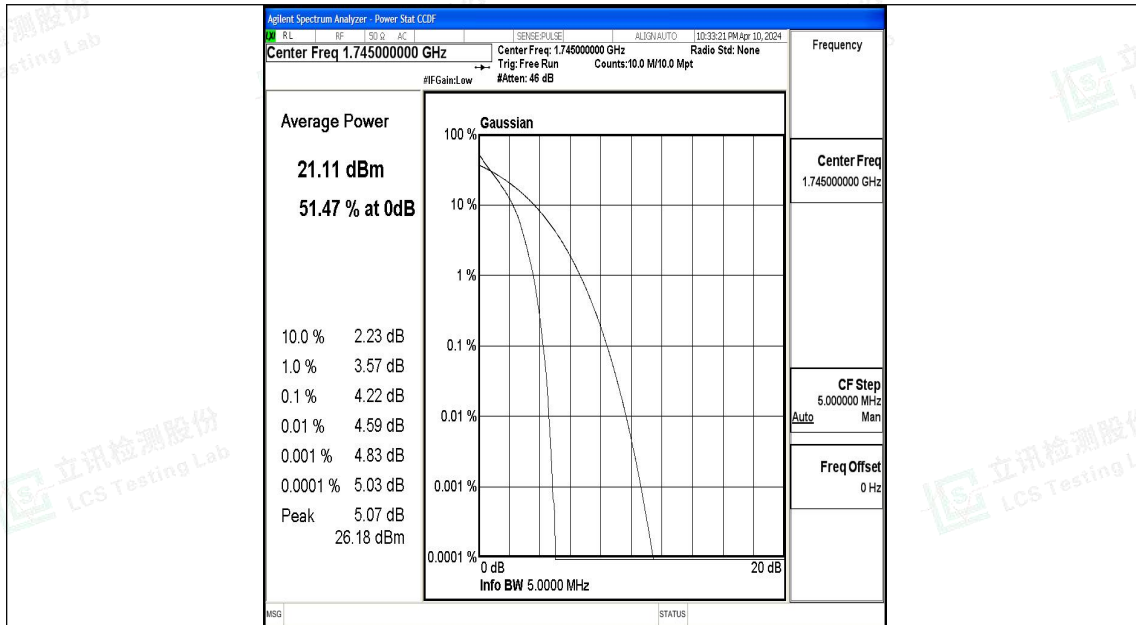 Agilent Spectrum Analyzer - Power Stat CCDF
RL RF 50 Ω AC SENSE:PULSE ALIGNAUTO 10:33:21 PM Apr 10, 2024
Center Freq 1.745000000 GHz
Center Freq: 1.745000000 GHz Radio Std: None
Trig: Free Run Counts:10.0 M/10.0 Mpt
#IFGain:Low #Atten: 46 dB
Frequency
Average Power
21.11 dBm
51.47 % at 0dB
10.0 % 2.23 dB
1.0 % 3.57 dB
0.1 % 4.22 dB
0.01 % 4.59 dB
0.001 % 4.83 dB
0.0001 % 5.03 dB
Peak 5.07 dB
26.18 dBm
Gaussian
100 %
10 %
1 %
0.1 %
0.01 %
0.001 %
0.0001 %
0 dB 20 dB
Info BW 5.0000 MHz
Center Freq
1.745000000 GHz
CF Step
5.000000 MHz
Auto Man
Freq Offset
0 Hz
MSG STATUS
立讯检测股份
LCS Testing Lab
立讯检测股份
LCS Testing L